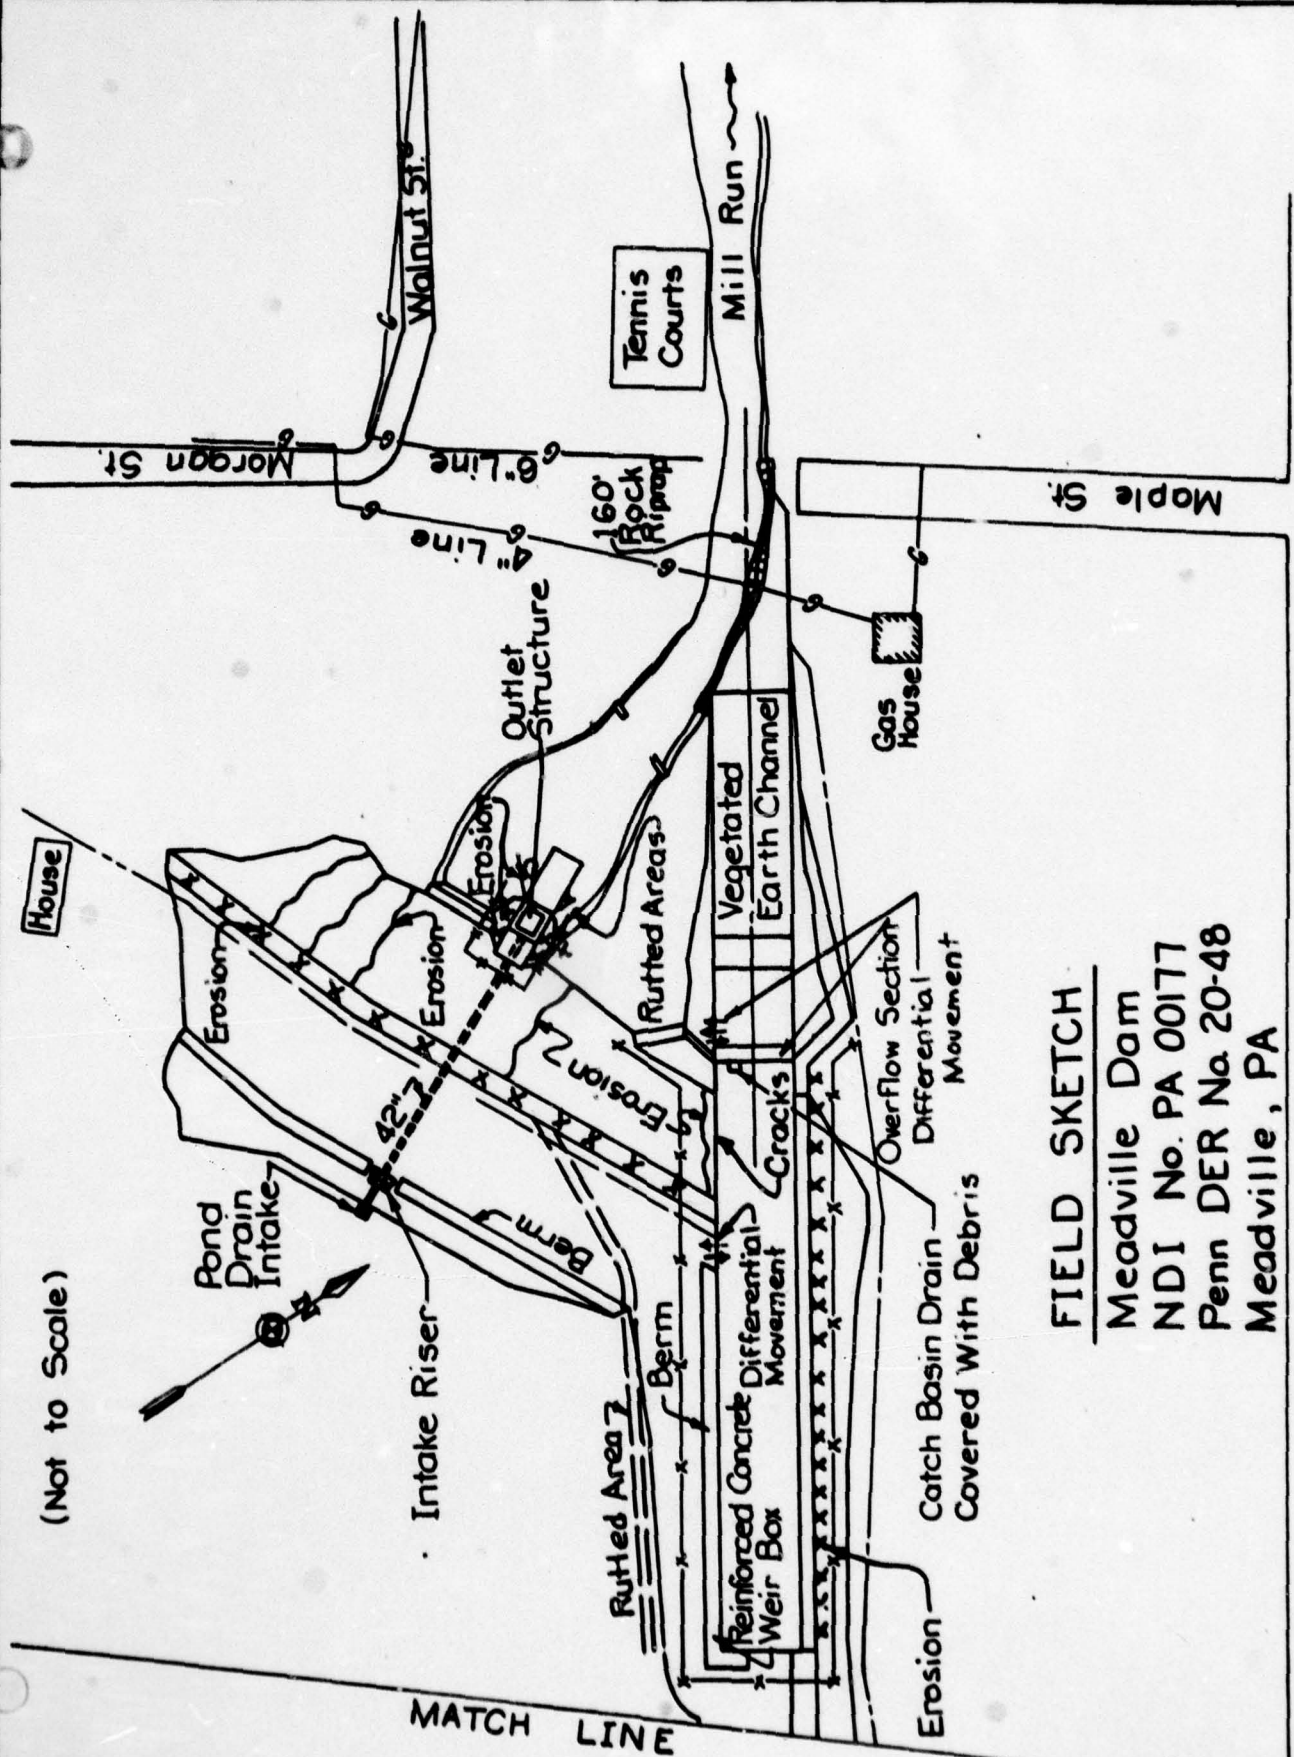 (Not to Scale)
MATCH LINE
House
Pond
Drain
Intake
Intake Riser
42"
Berm
Erosion
Erosion
Erosion
Erosion
Erosion
Outlet
Structure
Rutted Area
Rutted Areas
Berm
Differential
Movement
Reinforced Concrete
Weir Box
Cracks
Vegetated
Earth Channel
Overflow Section
Differential
Movement
Catch Basin Drain
Covered With Debris
Erosion
Morgan St.
Walnut St.
6" Line
4" Line
160'
Rock
Riprap
Tennis
Courts
Mill Run
Maple St.
Gas
House
G
G
G
G
G
G
G
G
G
G
N
FIELD SKETCH
Meadville Dam
NDI No. PA 00177
Penn DER No. 20-48
Meadville, PA